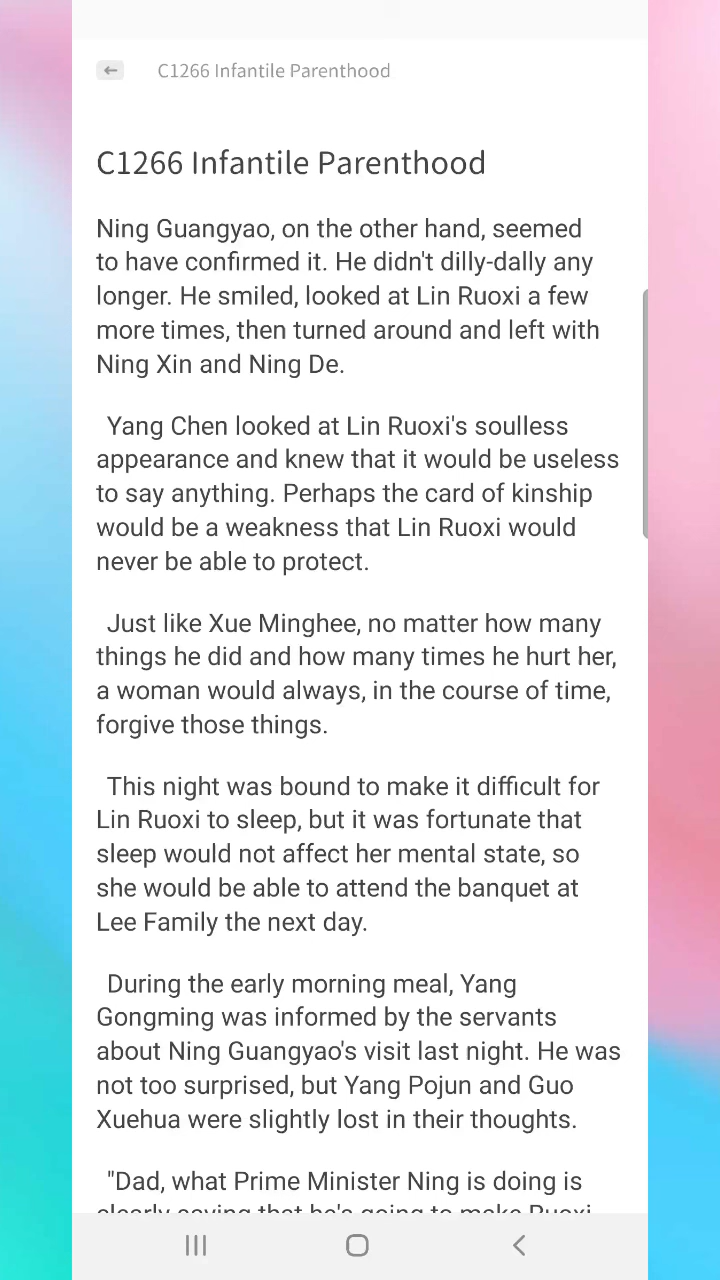 C1266 Infantile Parenthood
C1266 Infantile Parenthood
Ning Guangyao, on the other hand, seemed
to have confirmed it. He didn't dilly-dally any
longer. He smiled, looked at Lin Ruoxi a few
more times, then turned around and left with
Ning Xin and Ning De.
Yang Chen looked at Lin Ruoxi's soulless
appearance and knew that it would be useless
to say anything. Perhaps the card of kinship
would be a weakness that Lin Ruoxi would
never be able to protect.
Just like Xue Minghee, no matter how many
things he did and how many times he hurt her,
a woman would always, in the course of time,
forgive those things.
This night was bound to make it difficult for
Lin Ruoxi to sleep, but it was fortunate that
sleep would not affect her mental state, so
she would be able to attend the banquet at
Lee Family the next day.
During the early morning meal, Yang
Gongming was informed by the servants
about Ning Guangyao's visit last night. He was
not too surprised, but Yang Pojun and Guo
Xuehua were slightly lost in their thoughts.
"Dad, what Prime Minister Ning is doing is
clearly saying that he's going to make Ruoxi